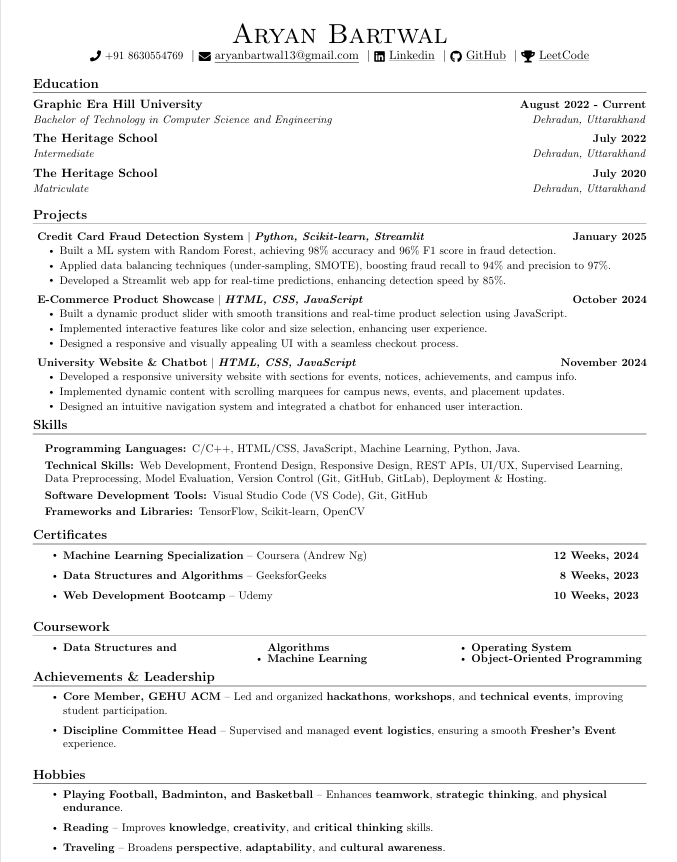 Aryan Bartwal
+91 8630554769 | aryanbartwal13@gmail.com | Linkedin | GitHub | LeetCode
Education
Graphic Era Hill University August 2022 - Current
Bachelor of Technology in Computer Science and Engineering Dehradun, Uttarakhand
The Heritage School July 2022
Intermediate Dehradun, Uttarakhand
The Heritage School July 2020
Matriculate Dehradun, Uttarakhand
Projects
Credit Card Fraud Detection System | Python, Scikit-learn, Streamlit January 2025
• Built a ML system with Random Forest, achieving 98% accuracy and 96% F1 score in fraud detection.
• Applied data balancing techniques (under-sampling, SMOTE), boosting fraud recall to 94% and precision to 97%.
• Developed a Streamlit web app for real-time predictions, enhancing detection speed by 85%.
E-Commerce Product Showcase | HTML, CSS, JavaScript October 2024
• Built a dynamic product slider with smooth transitions and real-time product selection using JavaScript.
• Implemented interactive features like color and size selection, enhancing user experience.
• Designed a responsive and visually appealing UI with a seamless checkout process.
University Website & Chatbot | HTML, CSS, JavaScript November 2024
• Developed a responsive university website with sections for events, notices, achievements, and campus info.
• Implemented dynamic content with scrolling marquees for campus news, events, and placement updates.
• Designed an intuitive navigation system and integrated a chatbot for enhanced user interaction.
Skills
Programming Languages: C/C++, HTML/CSS, JavaScript, Machine Learning, Python, Java.
Technical Skills: Web Development, Frontend Design, Responsive Design, REST APIs, UI/UX, Supervised Learning,
Data Preprocessing, Model Evaluation, Version Control (Git, GitHub, GitLab), Deployment & Hosting.
Software Development Tools: Visual Studio Code (VS Code), Git, GitHub
Frameworks and Libraries: TensorFlow, Scikit-learn, OpenCV
Certificates
• Machine Learning Specialization – Coursera (Andrew Ng) 12 Weeks, 2024
• Data Structures and Algorithms – GeeksforGeeks 8 Weeks, 2023
• Web Development Bootcamp – Udemy 10 Weeks, 2023
Coursework
• Data Structures and Algorithms • Operating System
• Machine Learning • Object-Oriented Programming
Achievements & Leadership
• Core Member, GEHU ACM – Led and organized hackathons, workshops, and technical events, improving
student participation.
• Discipline Committee Head – Supervised and managed event logistics, ensuring a smooth Fresher's Event
experience.
Hobbies
• Playing Football, Badminton, and Basketball – Enhances teamwork, strategic thinking, and physical
endurance.
• Reading – Improves knowledge, creativity, and critical thinking skills.
• Traveling – Broadens perspective, adaptability, and cultural awareness.